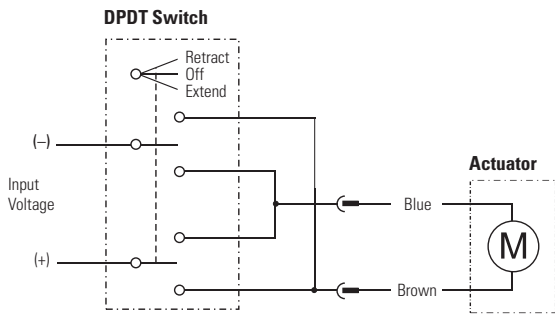 DPDT Switch
Retract
Off
Extend
(–)
Input
Voltage
(+)
Actuator
Blue
M
Brown